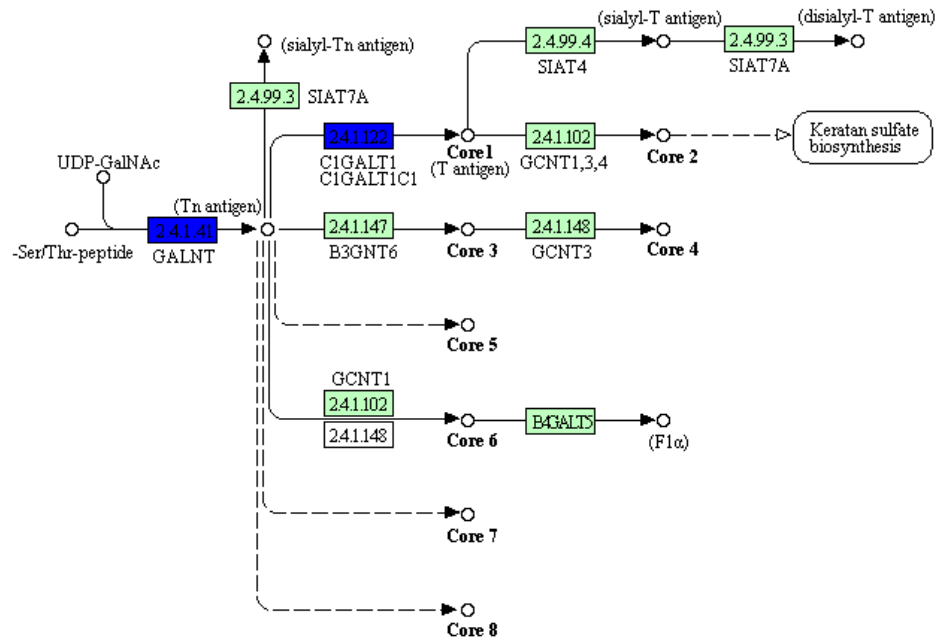 (sialyl-T antigen)
(disialyl-T antigen)
(sialyl-Tn antigen)
2.4.99.4
2.4.99.3
SIAT4
SIAT7A
2.4.99.3
SIAT7A
2.4.1.122
2.4.1.102
Keratan sulfate
biosynthesis
Core1
Core 2
C1GALT1
C1GALT1C1
(T antigen)
GCNT1,3,4
UDP-GalNAc
(Tn antigen)
2.4.1.41
2.4.1.147
2.4.1.148
-Ser/Thr-peptide
GALNT
B3GNT6
Core 3
GCNT3
Core 4
Core 5
GCNT1
2.4.1.102
B4GALT5
2.4.1.148
Core 6
(F1α)
Core 7
Core 8